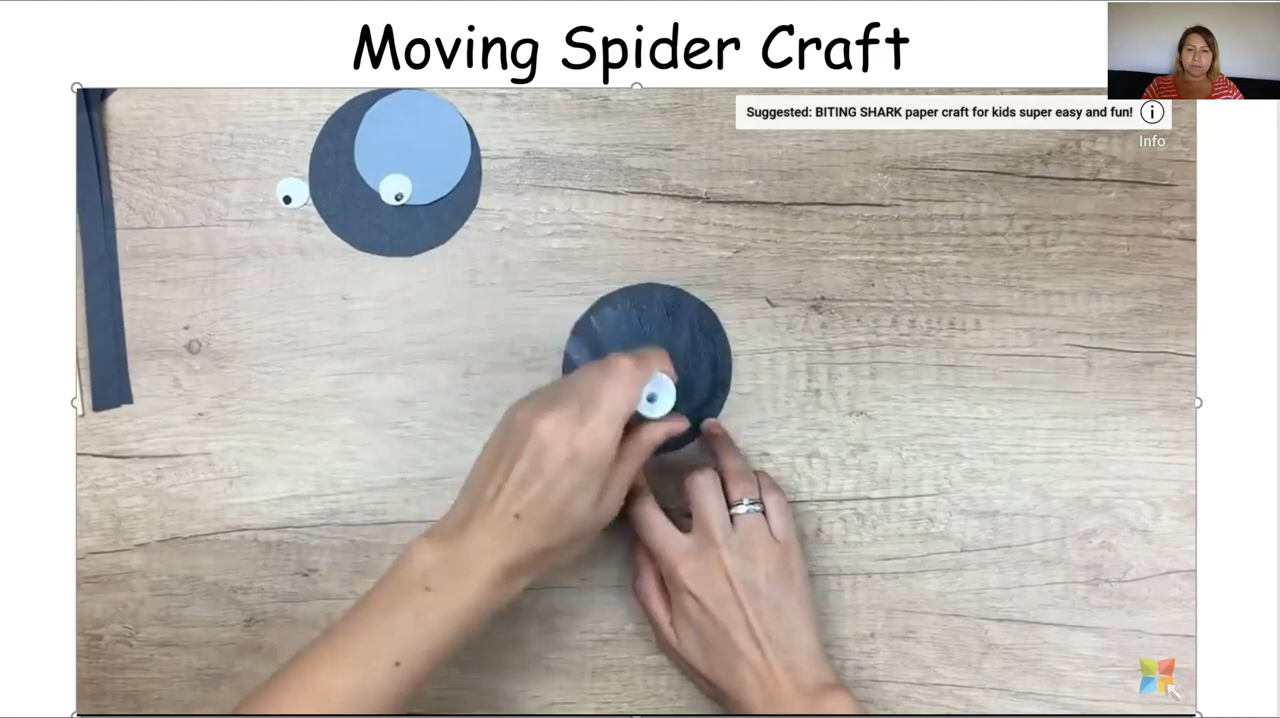 Moving Spider Craft
Suggested: BITING SHARK paper craft for kids super easy and fun!
Info